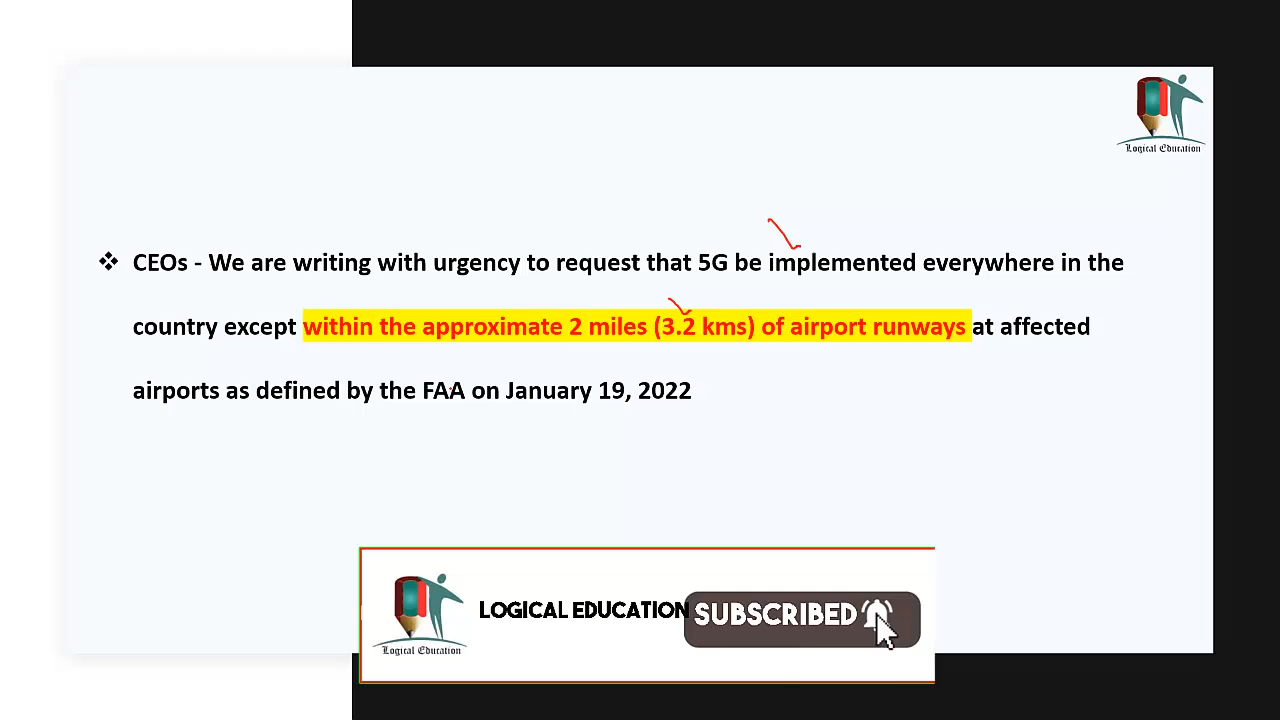 Logical Education
❖ CEOs - We are writing with urgency to request that 5G be implemented everywhere in the
country except within the approximate 2 miles (3.2 kms) of airport runways at affected
airports as defined by the FAA on January 19, 2022
LOGICAL EDUCATION SUBSCRIBED
Logical Education